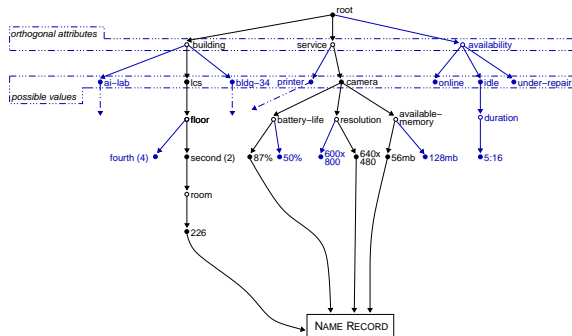 root
orthogonal attributes
building
service
availability
ai−lab
lcs
bldg−34
printer
camera
online
idle
under−repair
possible values
floor
battery−life
resolution
available−
memory
duration
fourth (4)
second (2)
87%
50%
600x
800
640x
480
56mb
128mb
5:16
room
226
NAME RECORD